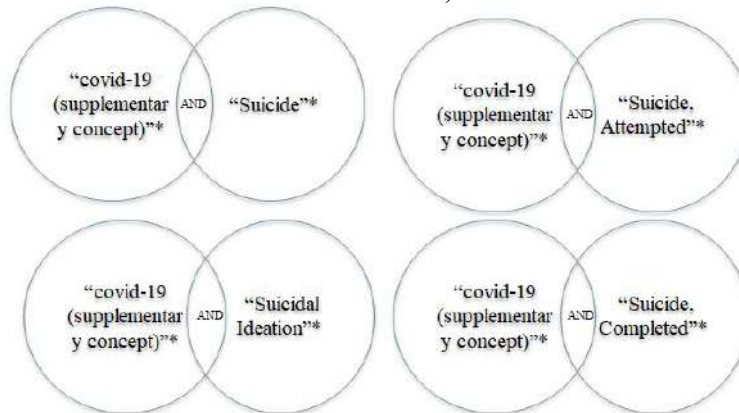 “covid-19
(supplementar
y concept)”*
AND
“Suicide”*
“covid-19
(supplementar
y concept)”*
AND
“Suicide,
Attempted”*
“covid-19
(supplementar
y concept)”*
AND
“Suicidal
Ideation”*
“covid-19
(supplementar
y concept)”*
AND
“Suicide,
Completed”*